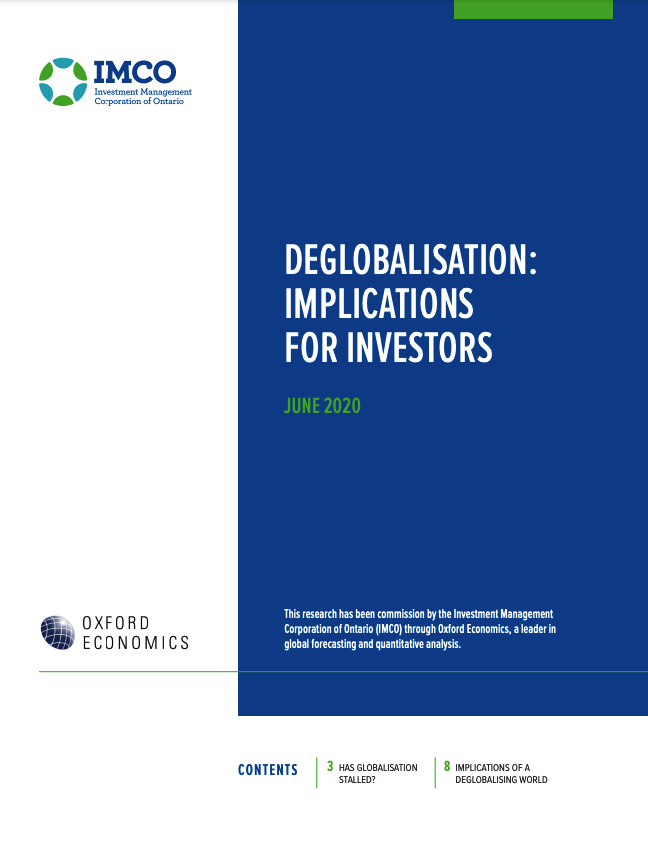 IMCO
Investment Management
Corporation of Ontario
DEGLOBALISATION:
IMPLICATIONS
FOR INVESTORS
JUNE 2020
OXFORD
ECONOMICS
This research has been commission by the Investment Management
Corporation of Ontario (IMCO) through Oxford Economics, a leader in
global forecasting and quantitative analysis.
CONTENTS
3 HAS GLOBALISATION
STALLED?
8 IMPLICATIONS OF A
DEGLOBALISING WORLD